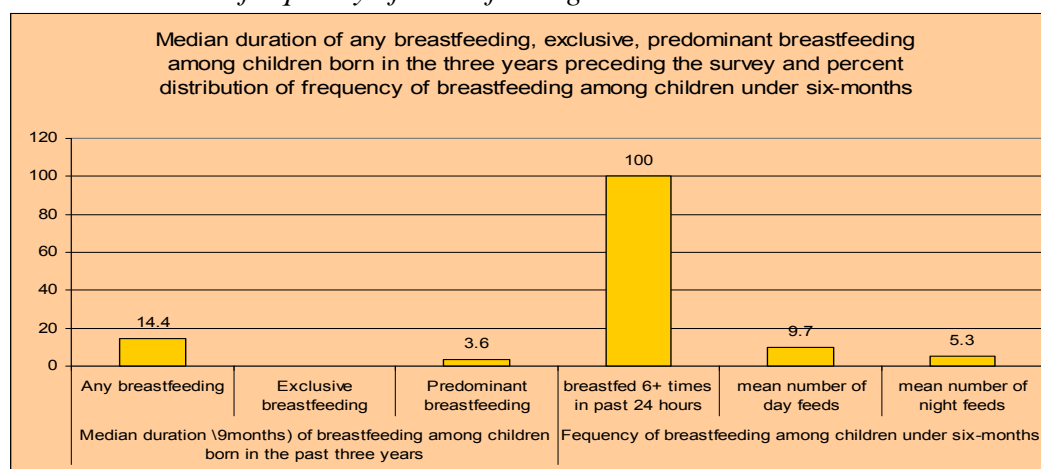 Median duration of any breastfeeding, exclusive, predominant breastfeeding
among children born in the three years preceding the survey and percent
distribution of frequency of breastfeeding among children under six-months
120
100
80
60
40
20
0
14.4
3.6
100
9.7
5.3
Any breastfeeding
Exclusive
breastfeeding
Predominant
breastfeeding
breastfed 6+ times
in past 24 hours
mean number of
day feeds
mean number of
night feeds
Median duration \9months) of breastfeeding among children
born in the past three years
Fequency of breastfeeding among children under six-months